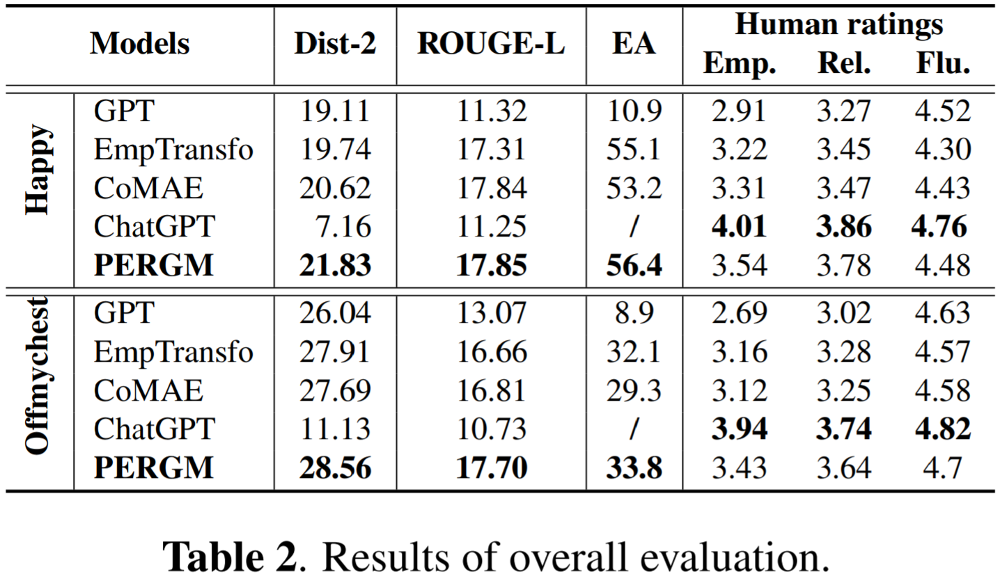 Models Dist-2 ROUGE-L EA Human ratings
Emp. Rel. Flu.
Happy
GPT 19.11 11.32 10.9 2.91 3.27 4.52
EmpTransfo 19.74 17.31 55.1 3.22 3.45 4.30
CoMAE 20.62 17.84 53.2 3.31 3.47 4.43
ChatGPT 7.16 11.25 / 4.01 3.86 4.76
PERGM 21.83 17.85 56.4 3.54 3.78 4.48
Offmychest
GPT 26.04 13.07 8.9 2.69 3.02 4.63
EmpTransfo 27.91 16.66 32.1 3.16 3.28 4.57
CoMAE 27.69 16.81 29.3 3.12 3.25 4.58
ChatGPT 11.13 10.73 / 3.94 3.74 4.82
PERGM 28.56 17.70 33.8 3.43 3.64 4.7
Table 2. Results of overall evaluation.